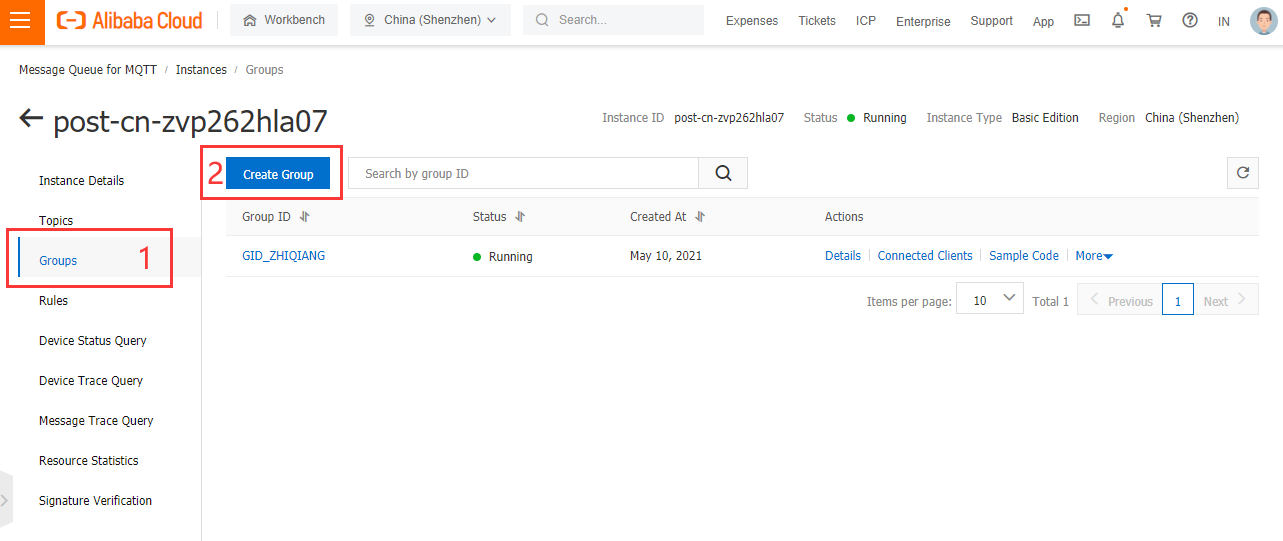 Alibaba Cloud Workbench China (Shenzhen) Search... Expenses Tickets ICP Enterprise Support App IN
Message Queue for MQTT / Instances / Groups
post-cn-zvp262hla07 Instance ID post-cn-zvp262hla07 Status Running Instance Type Basic Edition Region China (Shenzhen)
2 Create Group Search by group ID
Instance Details
Topics
1 Groups
Rules
Device Status Query
Device Trace Query
Message Trace Query
Resource Statistics
Signature Verification
Group ID Status Created At Actions
GID_ZHIQIANG Running May 10, 2021 Details Connected Clients Sample Code More
Items per page: 10 Total 1 Previous 1 Next